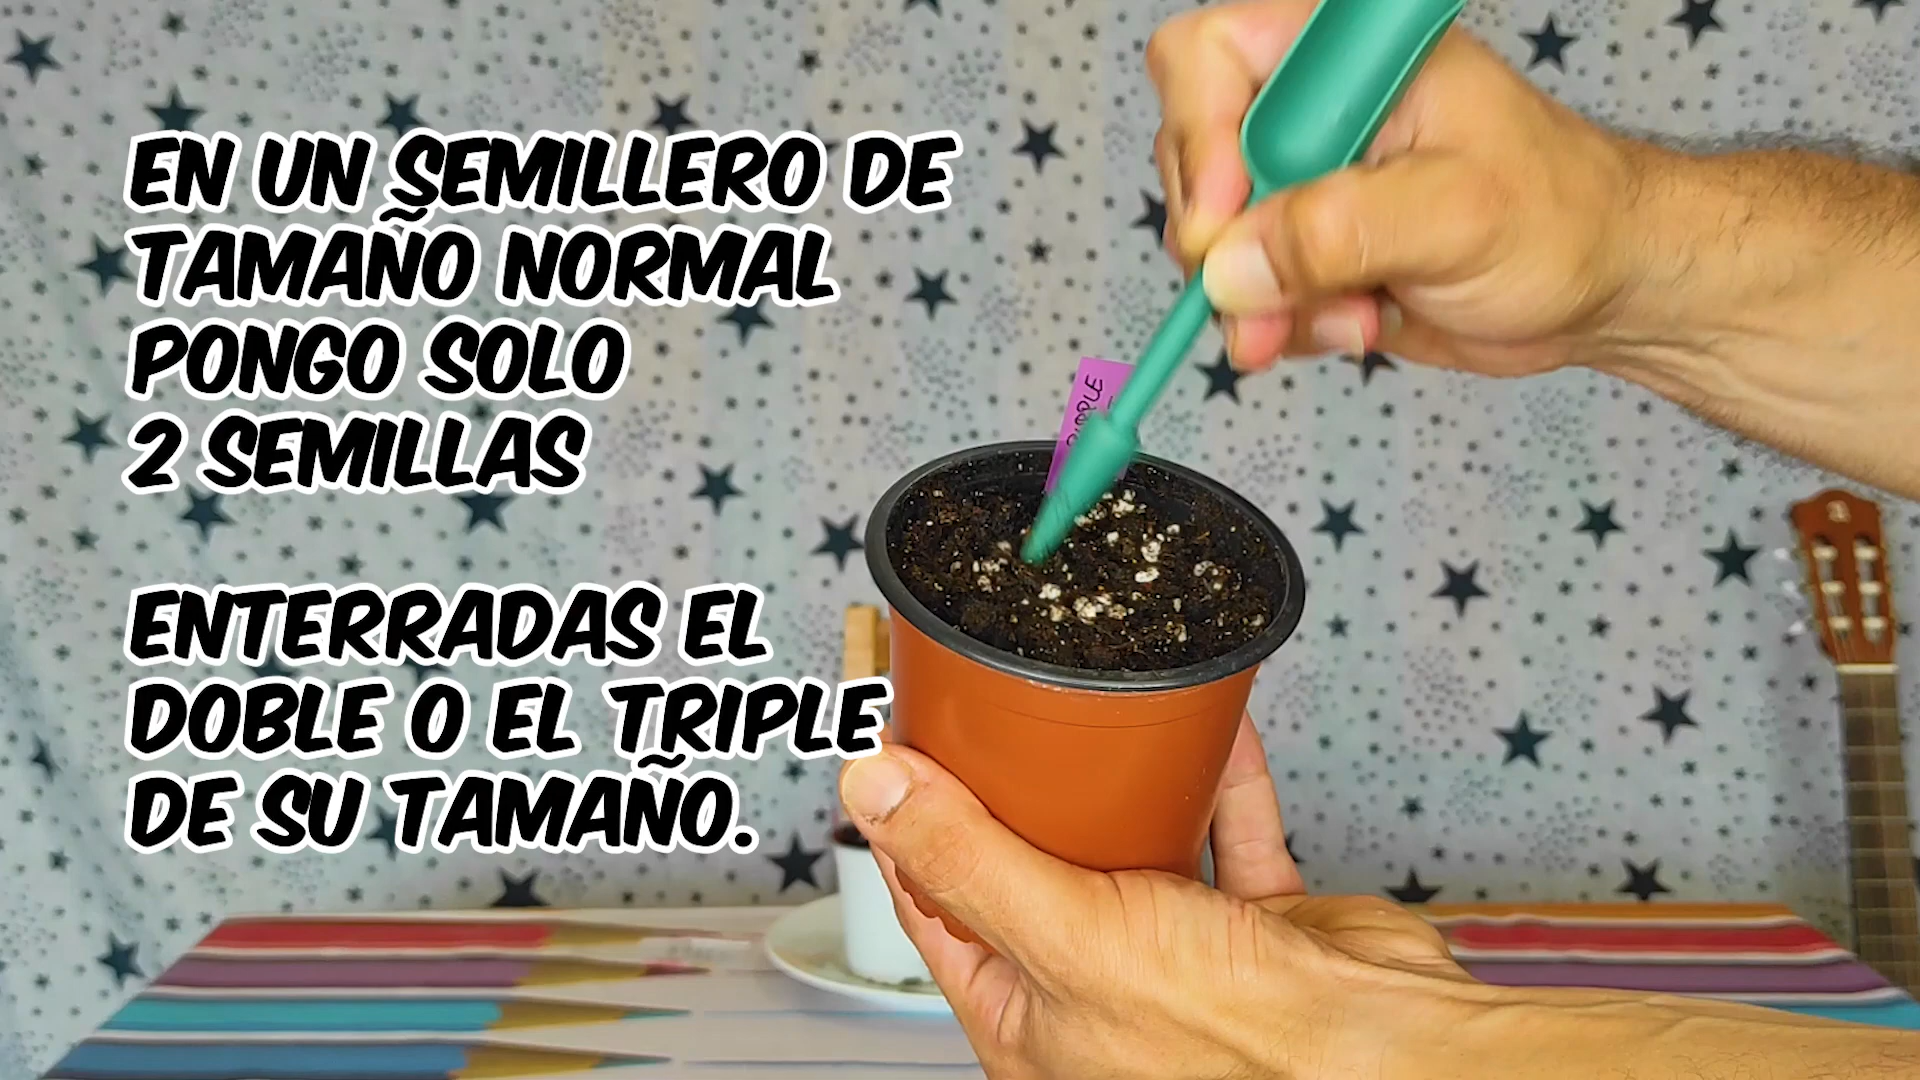 EN UN SEMILLERO DE
TAMAÑO NORMAL
PONGO SOLO
2 SEMILLAS
ENTERRADAS EL
DOBLE O EL TRIPLE
DE SU TAMAÑO.